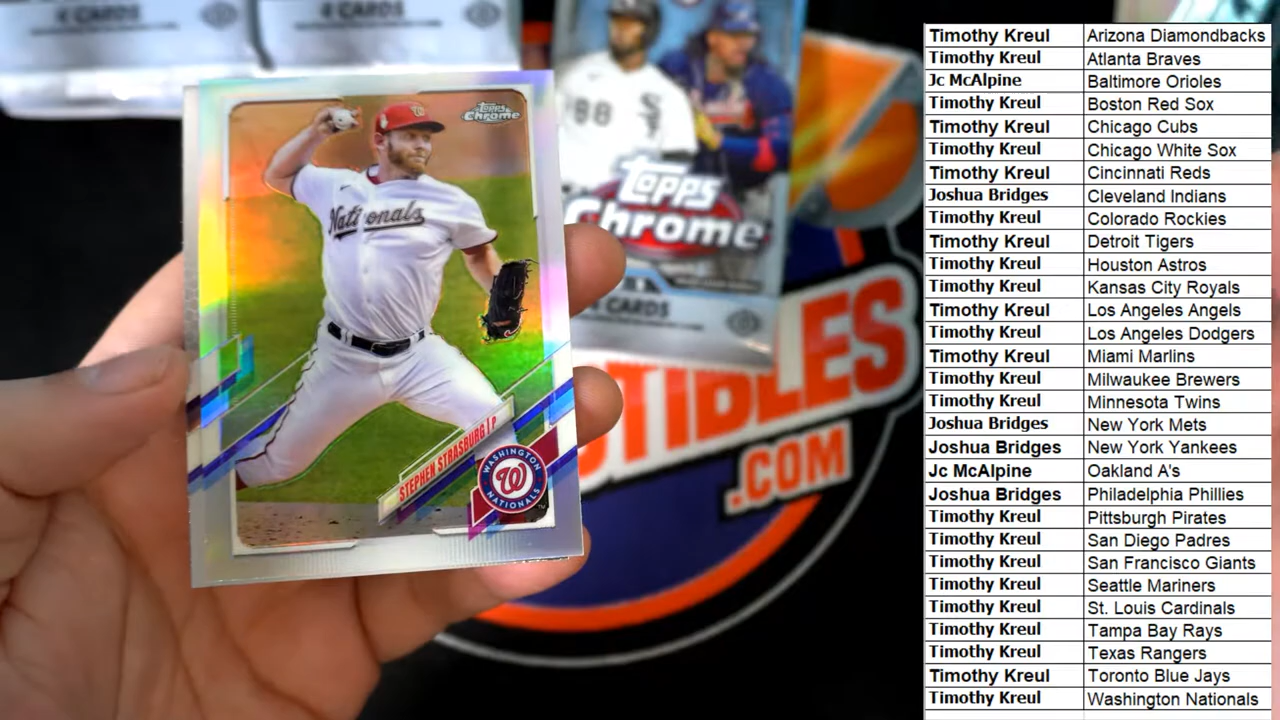 4 CARDS
4 CARDS
Topps
Chrome
Nationals
STEPHEN STRASBURG | P
WASHINGTON
W
NATIONALS
TM
88
Topps
Chrome
CARDS
TIBLES
.COM
Timothy Kreul Arizona Diamondbacks
Timothy Kreul Atlanta Braves
Jc McAlpine Baltimore Orioles
Timothy Kreul Boston Red Sox
Timothy Kreul Chicago Cubs
Timothy Kreul Chicago White Sox
Timothy Kreul Cincinnati Reds
Joshua Bridges Cleveland Indians
Timothy Kreul Colorado Rockies
Timothy Kreul Detroit Tigers
Timothy Kreul Houston Astros
Timothy Kreul Kansas City Royals
Timothy Kreul Los Angeles Angels
Timothy Kreul Los Angeles Dodgers
Timothy Kreul Miami Marlins
Timothy Kreul Milwaukee Brewers
Timothy Kreul Minnesota Twins
Joshua Bridges New York Mets
Joshua Bridges New York Yankees
Jc McAlpine Oakland A's
Joshua Bridges Philadelphia Phillies
Timothy Kreul Pittsburgh Pirates
Timothy Kreul San Diego Padres
Timothy Kreul San Francisco Giants
Timothy Kreul Seattle Mariners
Timothy Kreul St. Louis Cardinals
Timothy Kreul Tampa Bay Rays
Timothy Kreul Texas Rangers
Timothy Kreul Toronto Blue Jays
Timothy Kreul Washington Nationals